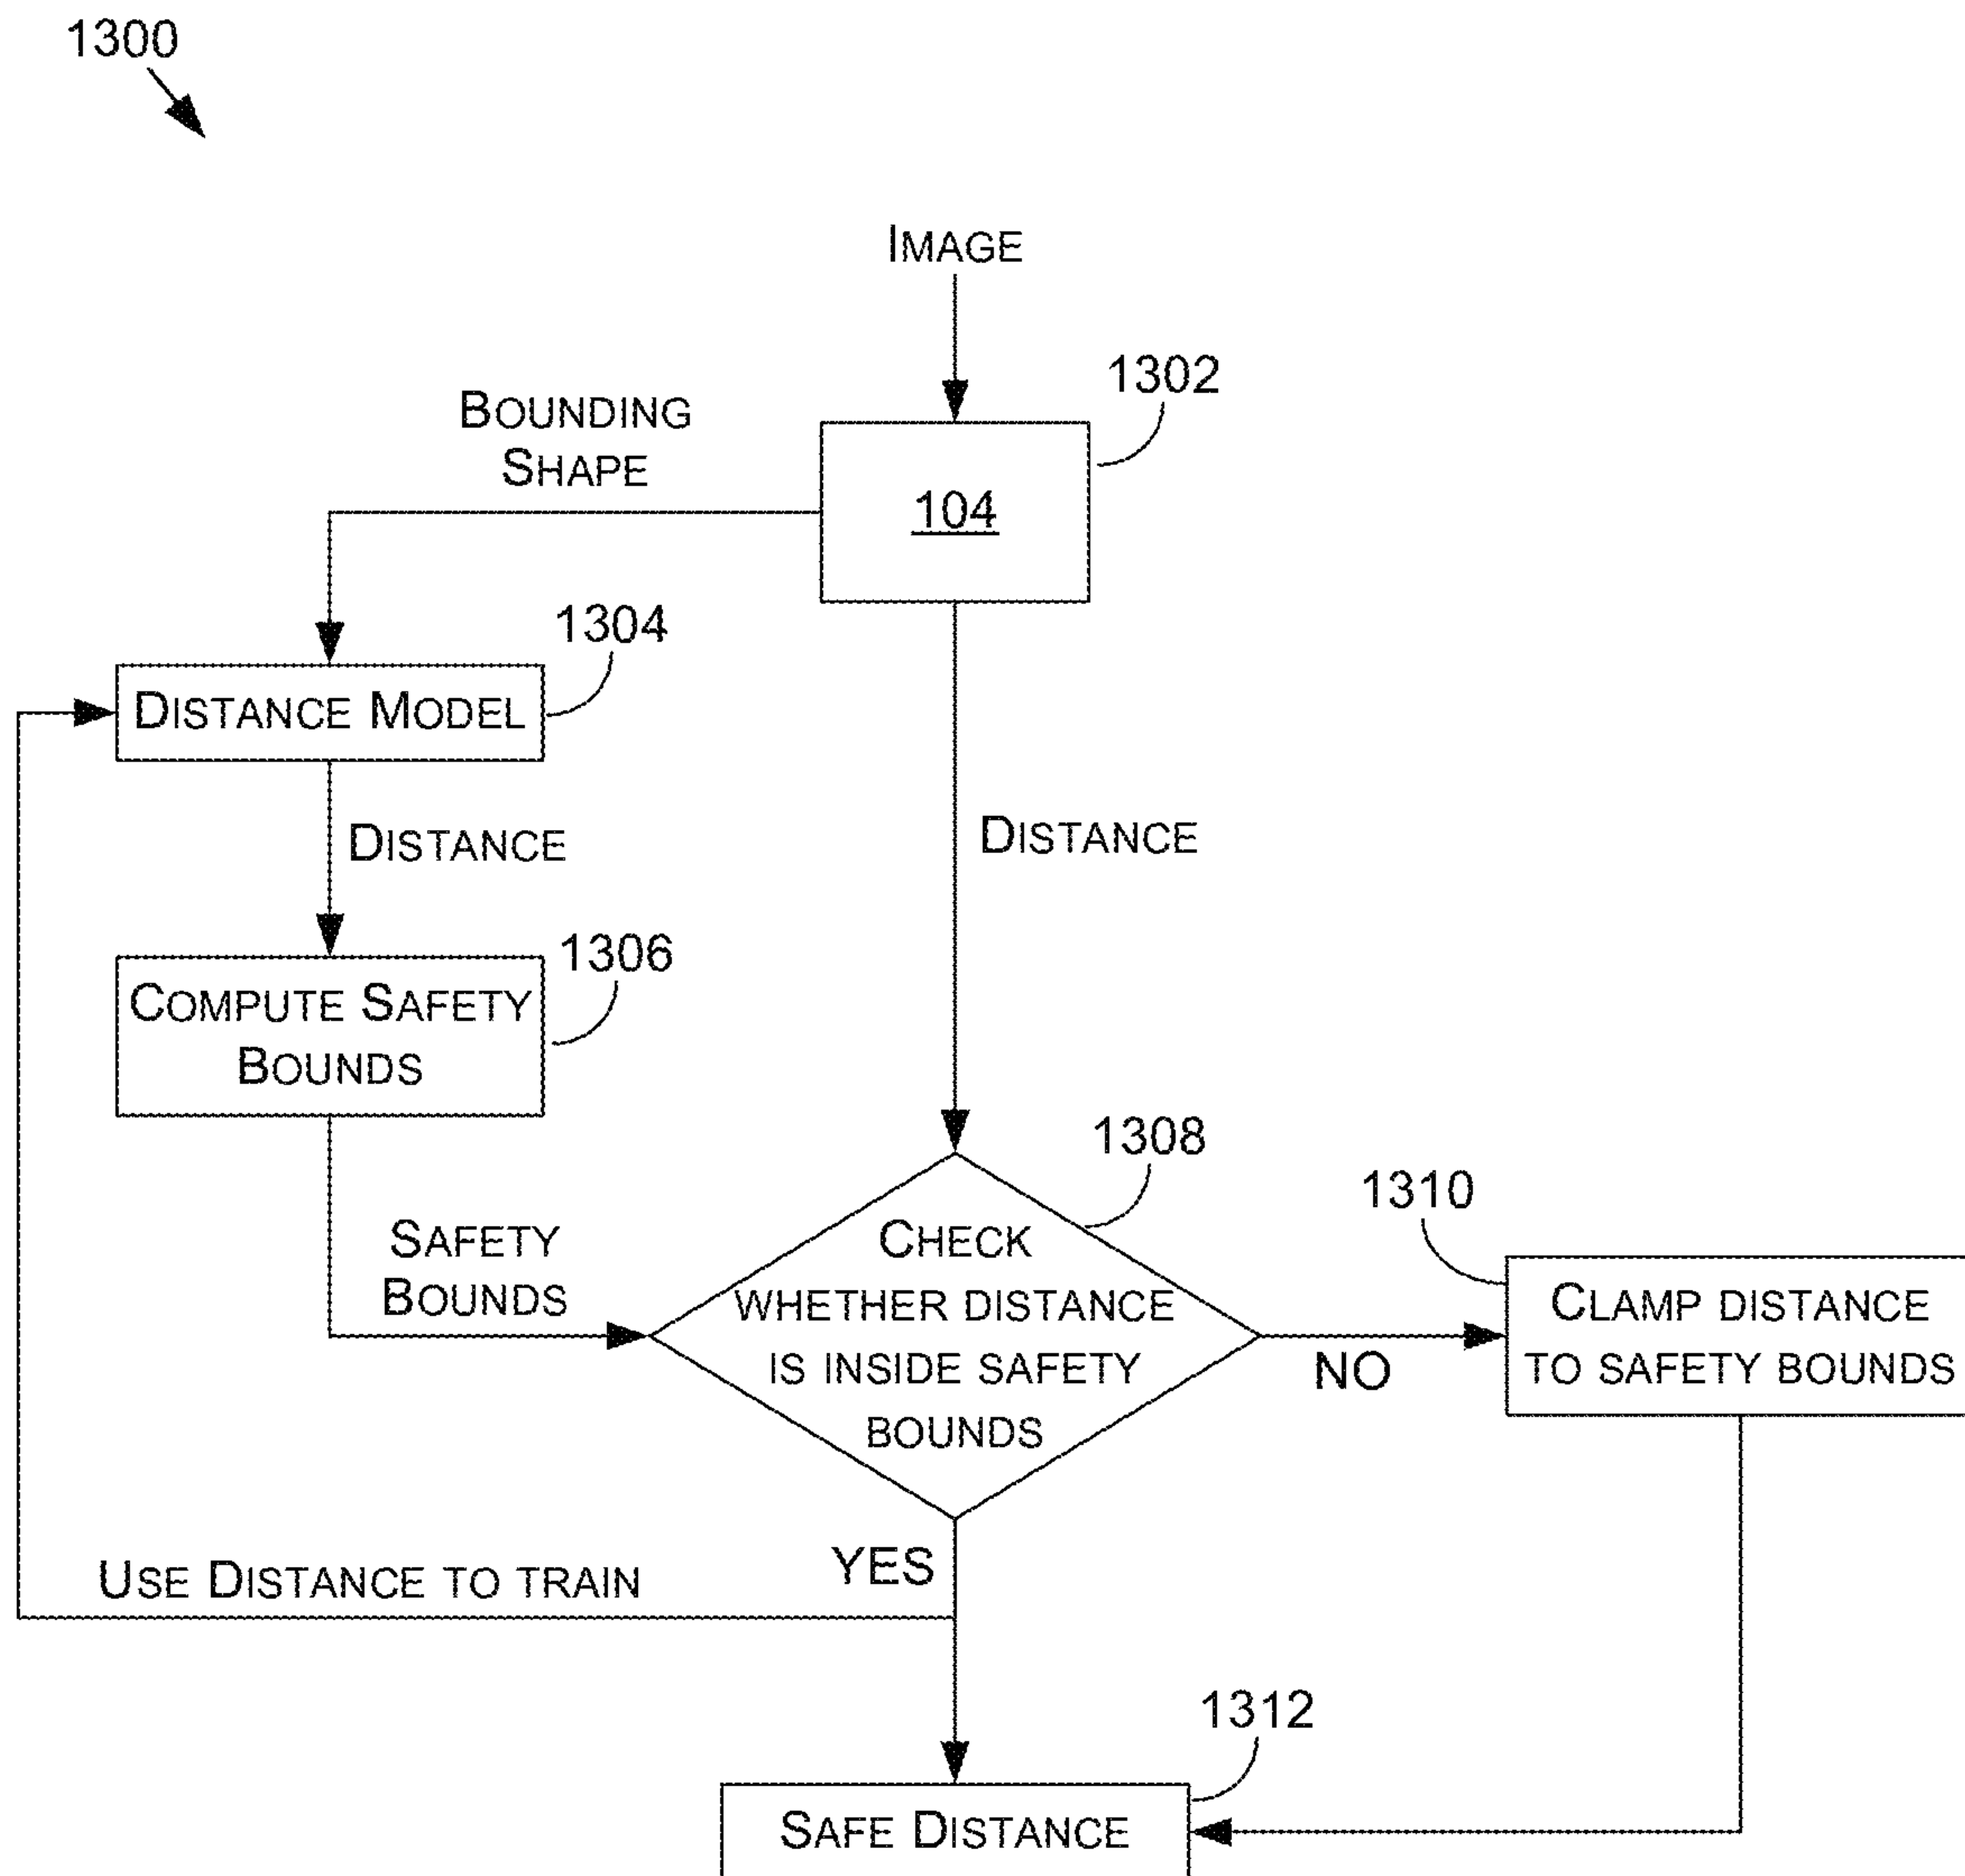 1300
IMAGE
1302
BOUNDING
SHAPE
104
1304
DISTANCE MODEL
DISTANCE
DISTANCE
1306
COMPUTE SAFETY
BOUNDS
1308
1310
SAFETY
BOUNDS
CHECK
WHETHER DISTANCE
IS INSIDE SAFETY
BOUNDS
NO
CLAMP DISTANCE
TO SAFETY BOUNDS
YES
USE DISTANCE TO TRAIN
1312
SAFE DISTANCE